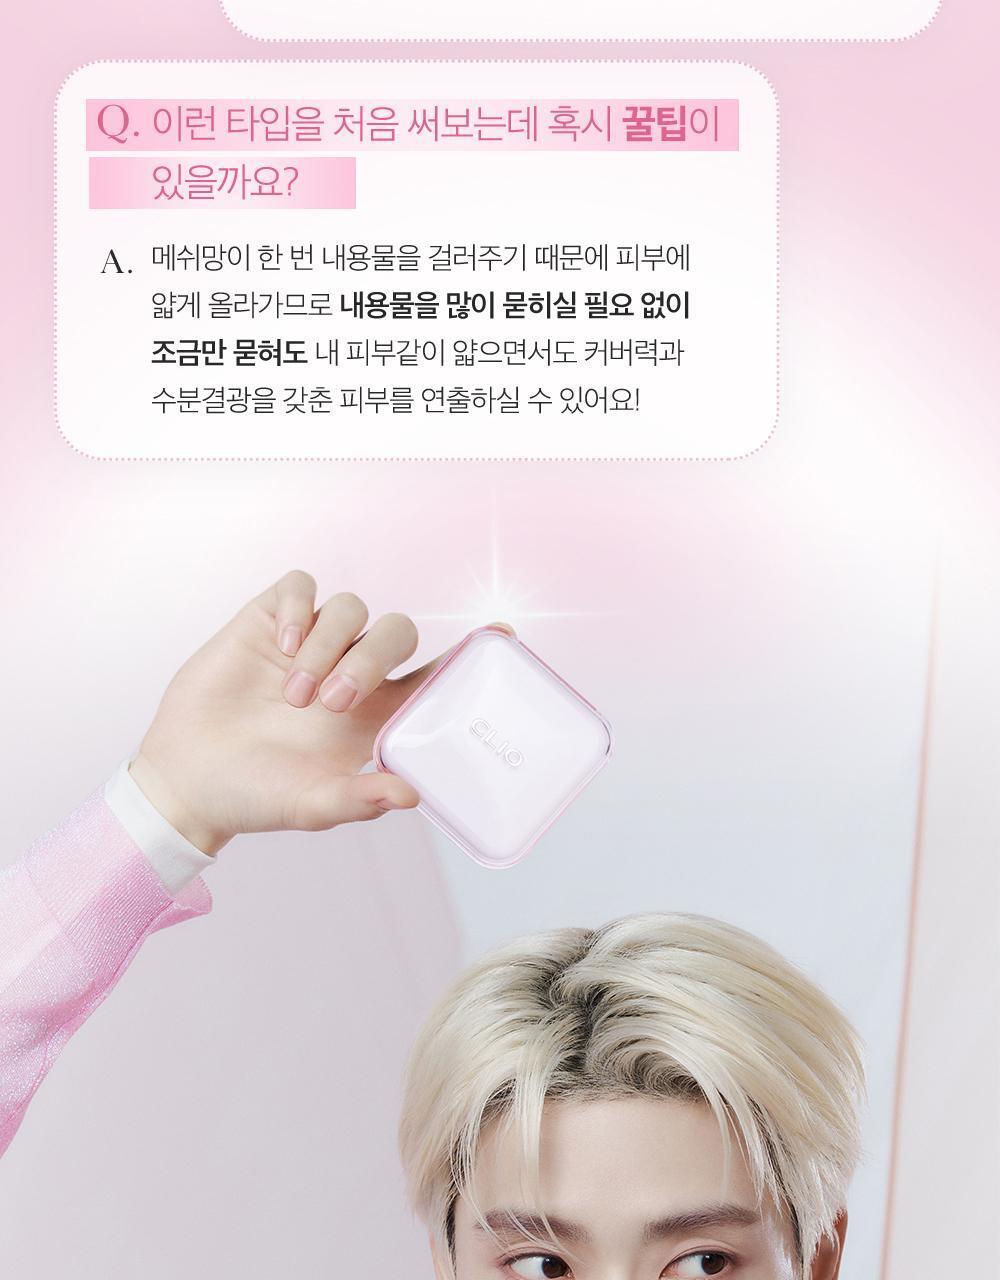 Q. 이런 타입을 처음 써보는데 혹시 꿀팁이
있을까요?
A. 메쉬망이 한 번 내용물을 걸러주기 때문에 피부에
얇게 올라가므로 내용물을 많이 묻히실 필요 없이
조금만 묻혀도 내 피부같이 얇으면서도 커버력과
수분결광을 갖춘 피부를 연출하실 수 있어요!
CLIO